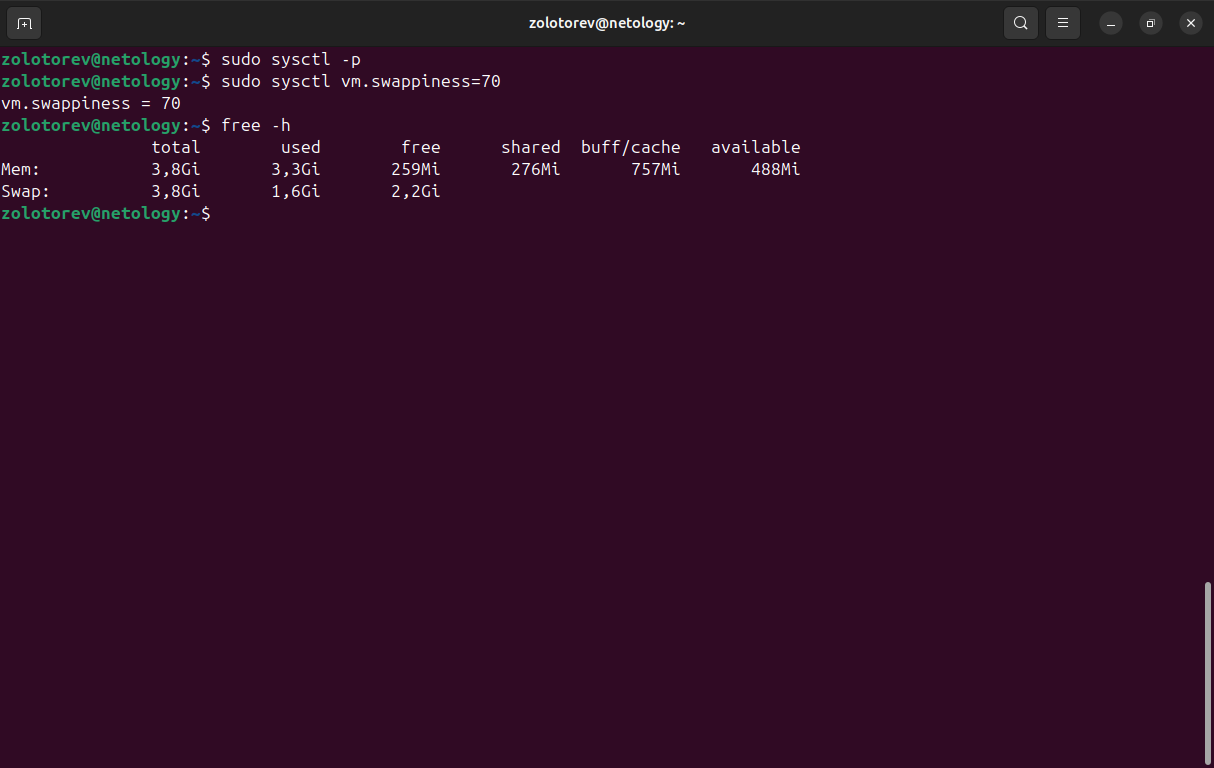 zolotorev@netology: ~
zolotorev@netology:~$ sudo sysctl -p
zolotorev@netology:~$ sudo sysctl vm.swappiness=70
vm.swappiness = 70
zolotorev@netology:~$ free -h
               total        used        free      shared  buff/cache   available
Mem:           3,8Gi       3,3Gi       259Mi       276Mi       757Mi       488Mi
Swap:          3,8Gi       1,6Gi       2,2Gi
zolotorev@netology:~$